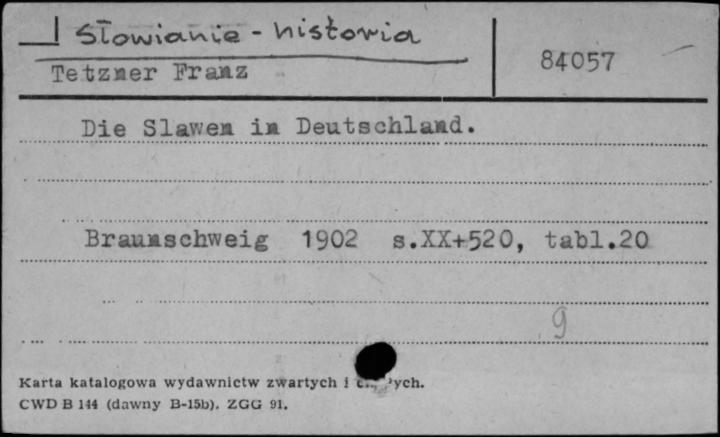 Słowianie - historia
Tetzner Franz
84057
Die Slawen in Deutschland.
Braunschweig 1902 s.XX+520, tabl.20
9
Karta katalogowa wydawnictw zwartych i
CWD B 144 (dawny B-15b). ZGG 91.